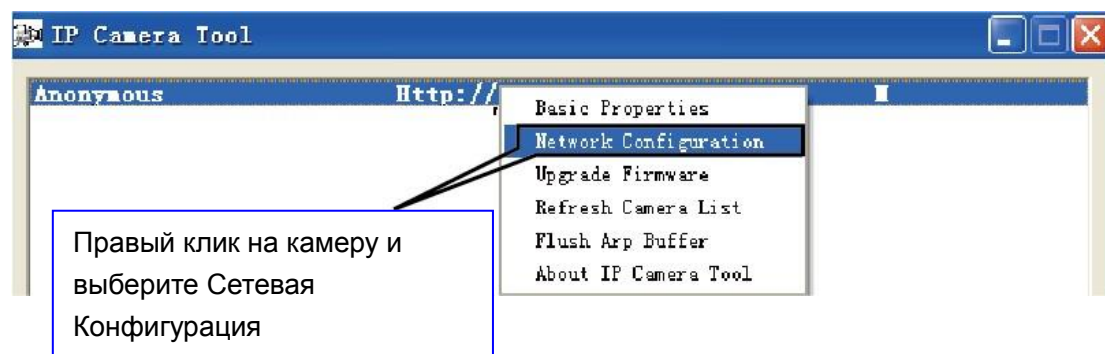 IP Camera Tool
Anonymous Http://
Basic Properties
Network Configuration
Upgrade Firmware
Refresh Camera List
Flush Arp Buffer
About IP Camera Tool
Правый клик на камеру и
выберите Сетевая
Конфигурация